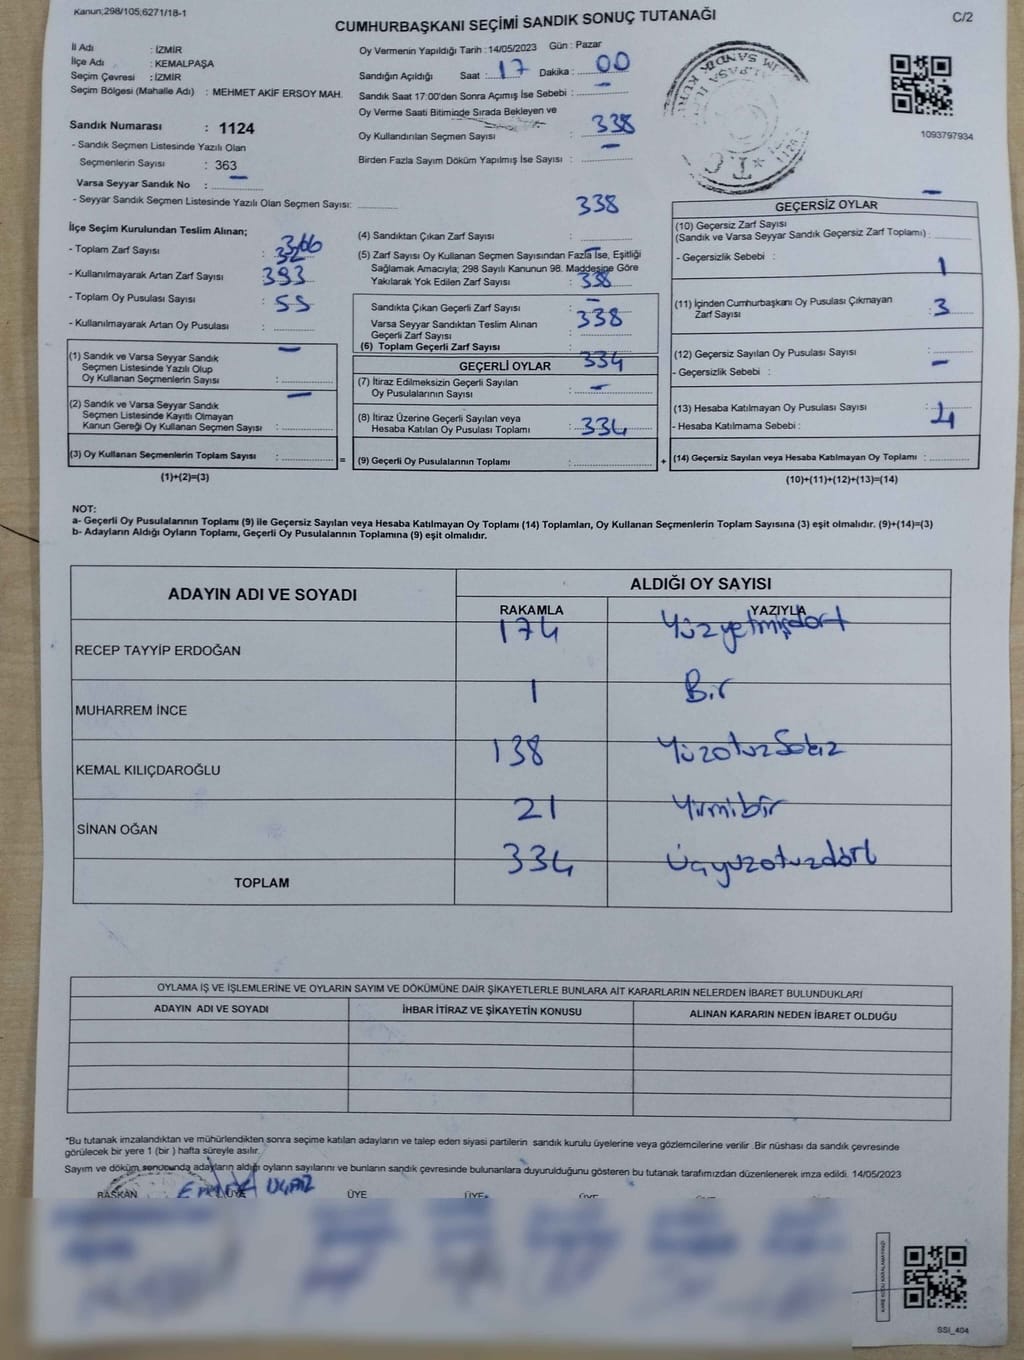 Kanun;298/105;6271/18-1
CUMHURBAŞKANI SEÇİMİ SANDIK SONUÇ TUTANAĞI
C/2
İl Adı : İZMİR
İlçe Adı : KEMALPAŞA
Seçim Çevresi : İZMİR
Seçim Bölgesi (Mahalle Adı) : MEHMET AKİF ERSOY MAH.
Oy Vermenin Yapıldığı Tarih : 14/05/2023 Gün : Pazar
Sandığın Açıldığı Saat : 17 Dakika : 00
Sandık Saat 17:00'den Sonra Açımış İse Sebebi : -
Oy Verme Saati Bitiminde Sırada Bekleyen ve
Oy Kullandırılan Seçmen Sayısı : 338
Birden Fazla Sayım Döküm Yapılmış İse Sayısı : -
1093797934
Sandık Numarası : 1124
- Sandık Seçmen Listesinde Yazılı Olan
Seçmenlerin Sayısı : 363
Varsa Seyyar Sandık No : -
- Seyyar Sandık Seçmen Listesinde Yazılı Olan Seçmen Sayısı:
İlçe Seçim Kurulundan Teslim Alınan;
- Toplam Zarf Sayısı :
- Kullanılmayarak Artan Zarf Sayısı : 393
- Toplam Oy Pusulası Sayısı : 55
- Kullanılmayarak Artan Oy Pusulası :
338
(4) Sandıktan Çıkan Zarf Sayısı :
(5) Zarf Sayısı Oy Kullanan Seçmen Sayısından Fazla İse, Eşitliği
Sağlamak Amacıyla; 298 Sayılı Kanunun 98. Maddesine Göre
Yakılarak Yok Edilen Zarf Sayısı : 338
Sandıkta Çıkan Geçerli Zarf Sayısı : -
Varsa Seyyar Sandıktan Teslim Alınan
Geçerli Zarf Sayısı : 338
(6) Toplam Geçerli Zarf Sayısı :
GEÇERSİZ OYLAR
(10) Geçersiz Zarf Sayısı
(Sandık ve Varsa Seyyar Sandık Geçersiz Zarf Toplamı) :
- Geçersizlik Sebebi : 1
(11) İçinden Cumhurbaşkanı Oy Pusulası Çıkmayan
Zarf Sayısı : 3
(12) Geçersiz Sayılan Oy Pusulası Sayısı :
- Geçersizlik Sebebi : -
(13) Hesaba Katılmayan Oy Pusulası Sayısı : 4
- Hesaba Katılmama Sebebi :
(14) Geçersiz Sayılan veya Hesaba Katılmayan Oy Toplamı :
(10)+(11)+(12)+(13)=(14)
(1) Sandık ve Varsa Seyyar Sandık
Seçmen Listesinde Yazılı Olup
Oy Kullanan Seçmenlerin Sayısı :
(2) Sandık ve Varsa Seyyar Sandık
Seçmen Listesinde Kayıtlı Olmayan
Kanun Gereği Oy Kullanan Seçmen Sayısı :
(3) Oy Kullanan Seçmenlerin Toplam Sayısı : =
(1)+(2)=(3)
GEÇERLİ OYLAR 334
(7) İtiraz Edilmeksizin Geçerli Sayılan
Oy Pusulalarının Sayısı : -
(8) İtiraz Üzerine Geçerli Sayılan veya
Hesaba Katılan Oy Pusulası Toplamı : 334
(9) Geçerli Oy Pusulalarının Toplamı : +
NOT:
a- Geçerli Oy Pusulalarının Toplamı (9) ile Geçersiz Sayılan veya Hesaba Katılmayan Oy Toplamı (14) Toplamları, Oy Kullanan Seçmenlerin Toplam Sayısına (3) eşit olmalıdır. (9)+(14)=(3)
b- Adayların Aldığı Oyların Toplamı, Geçerli Oy Pusulalarının Toplamına (9) eşit olmalıdır.
ADAYIN ADI VE SOYADI
ALDIĞI OY SAYISI
RAKAMLA YAZIYLA
RECEP TAYYİP ERDOĞAN 174 Yüzyetmişdört
MUHARREM İNCE 1 Bir
KEMAL KILIÇDAROĞLU 138 YüzotuzSekiz
SİNAN OĞAN 21 Yirmibir
TOPLAM 334 Üçyüzotuzdört
OYLAMA İŞ VE İŞLEMLERİNE VE OYLARIN SAYIM VE DÖKÜMÜNE DAİR ŞİKAYETLERLE BUNLARA AİT KARARLARIN NELERDEN İBARET BULUNDUKLARI
ADAYIN ADI VE SOYADI İHBAR İTİRAZ VE ŞİKAYETİN KONUSU ALINAN KARARIN NEDEN İBARET OLDUĞU
*Bu tutanak imzalandıktan ve mühürlendikten sonra seçime katılan adayların ve talep eden siyasi partilerin sandık kurulu üyelerine veya gözlemcilerine verilir. Bir nüshası da sandık çevresinde
görülecek bir yere 1 (bir ) hafta süreyle asılır.
Sayım ve döküm sonucunda adayların aldığı oyların sayılarını ve bunların sandık çevresinde bulunanlara duyurulduğunu gösteren bu tutanak tarafımızdan düzenlenerek imza edildi. 14/05/2023
BAŞKAN ÜYE ÜYE ÜYE ÜYE
SSI_404